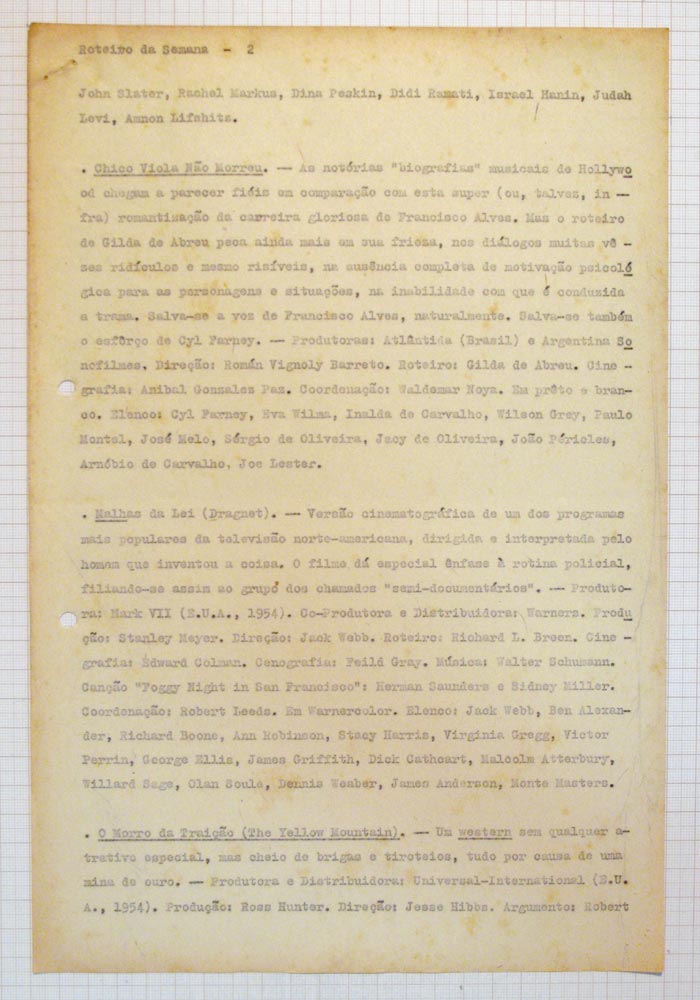 Roteiro da Semana - 2
John Slater, Rachel Markus, Dina Peskin, Didi Ramati, Israel Hanin, Judah
Levi, Amnon Lifshitz.
. Chico Viola Não Morreu. — As notórias "biografias" musicais de Hollywo
od chegam a parecer fiéis em comparação com esta super (ou, talvez, in —
fra) romantização da carreira gloriosa de Francisco Alves. Mas o roteiro
de Gilda de Abreu peca ainda mais em sua frieza, nos diálogos muitas vê -
zes ridículos e mesmo risíveis, na ausência completa de motivação psicoló
gica para as personagens e situações, na inabilidade com que é conduzida
a trama. Salva-se a voz de Francisco Alves, naturalmente. Salva-se também
o esfôrço de Cyl Farney. — Produtoras: Atlântida (Brasil) e Argentina So
nofilmes. Direção: Román Vignoly Barreto. Roteiro: Gilda de Abreu. Cine -
grafia: Anibal Gonzalez Paz. Coordenação: Waldemar Noya. Em prêto e bran-
co. Elenco: Cyl Farney, Eva Wilma, Inalda de Carvalho, Wilson Grey, Paulo
Montel, José Melo, Sérgio de Oliveira, Jacy de Oliveira, João Péricles,
Arnóbio de Carvalho, Joe Lester.
. Malhas da Lei (Dragnet). — Versão cinematográfica de um dos programas
mais populares da televisão norte-americana, dirigida e interpretada pelo
homem que inventou a coisa. O filme dá especial ênfase à rotina policial,
filiando-se assim ao grupo dos chamados "semi-documentários". — Produto-
ra: Mark VII (E.U.A., 1954). Co-Produtora e Distribuidora: Warners. Produ
ção: Stanley Meyer. Direção: Jack Webb. Roteiro: Richard L. Breen. Cine -
grafia: Edward Colman. Cenografia: Feild Gray. Música: Walter Schumann.
Canção "Foggy Night in San Francisco": Herman Saunders e Sidney Miller.
Coordenação: Robert Leeds. Em Warnercolor. Elenco: Jack Webb, Ben Alexan-
der, Richard Boone, Ann Robinson, Stacy Harris, Virginia Gregg, Victor
Perrin, George Ellis, James Griffith, Dick Cathcart, Malcolm Atterbury,
Willard Sage, Olan Soule, Dennis Weaber, James Anderson, Monte Masters.
. O Morro da Traição (The Yellow Mountain). — Um western sem qualquer a-
trativo especial, mas cheio de brigas e tiroteios, tudo por causa de uma
mina de ouro. — Produtora e Distribuidora: Universal-International (E.U.
A., 1954). Produção: Ross Hunter. Direção: Jesse Hibbs. Argumento: Robert